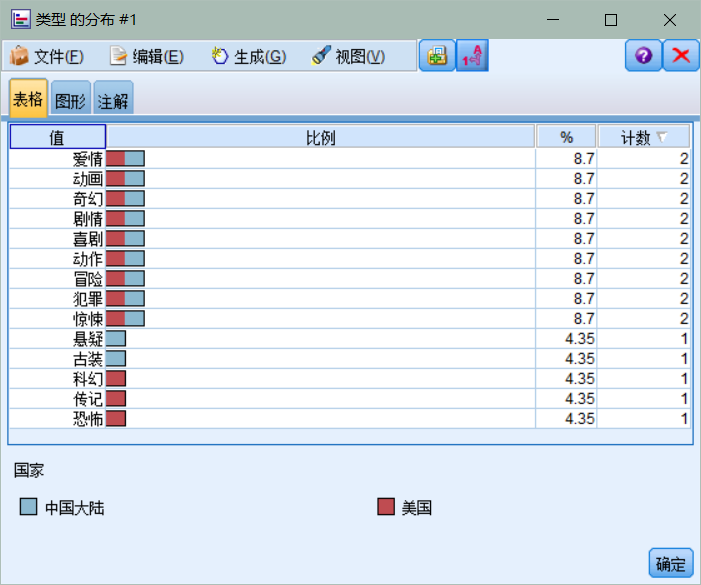 类型 的分布 #1
文件(F) 编辑(E) 生成(G) 视图(V)
表格 图形 注解
值 比例 % 计数
爱情 8.7 2
动画 8.7 2
奇幻 8.7 2
剧情 8.7 2
喜剧 8.7 2
动作 8.7 2
冒险 8.7 2
犯罪 8.7 2
惊悚 8.7 2
悬疑 4.35 1
古装 4.35 1
科幻 4.35 1
传记 4.35 1
恐怖 4.35 1
国家
中国大陆 美国
确定